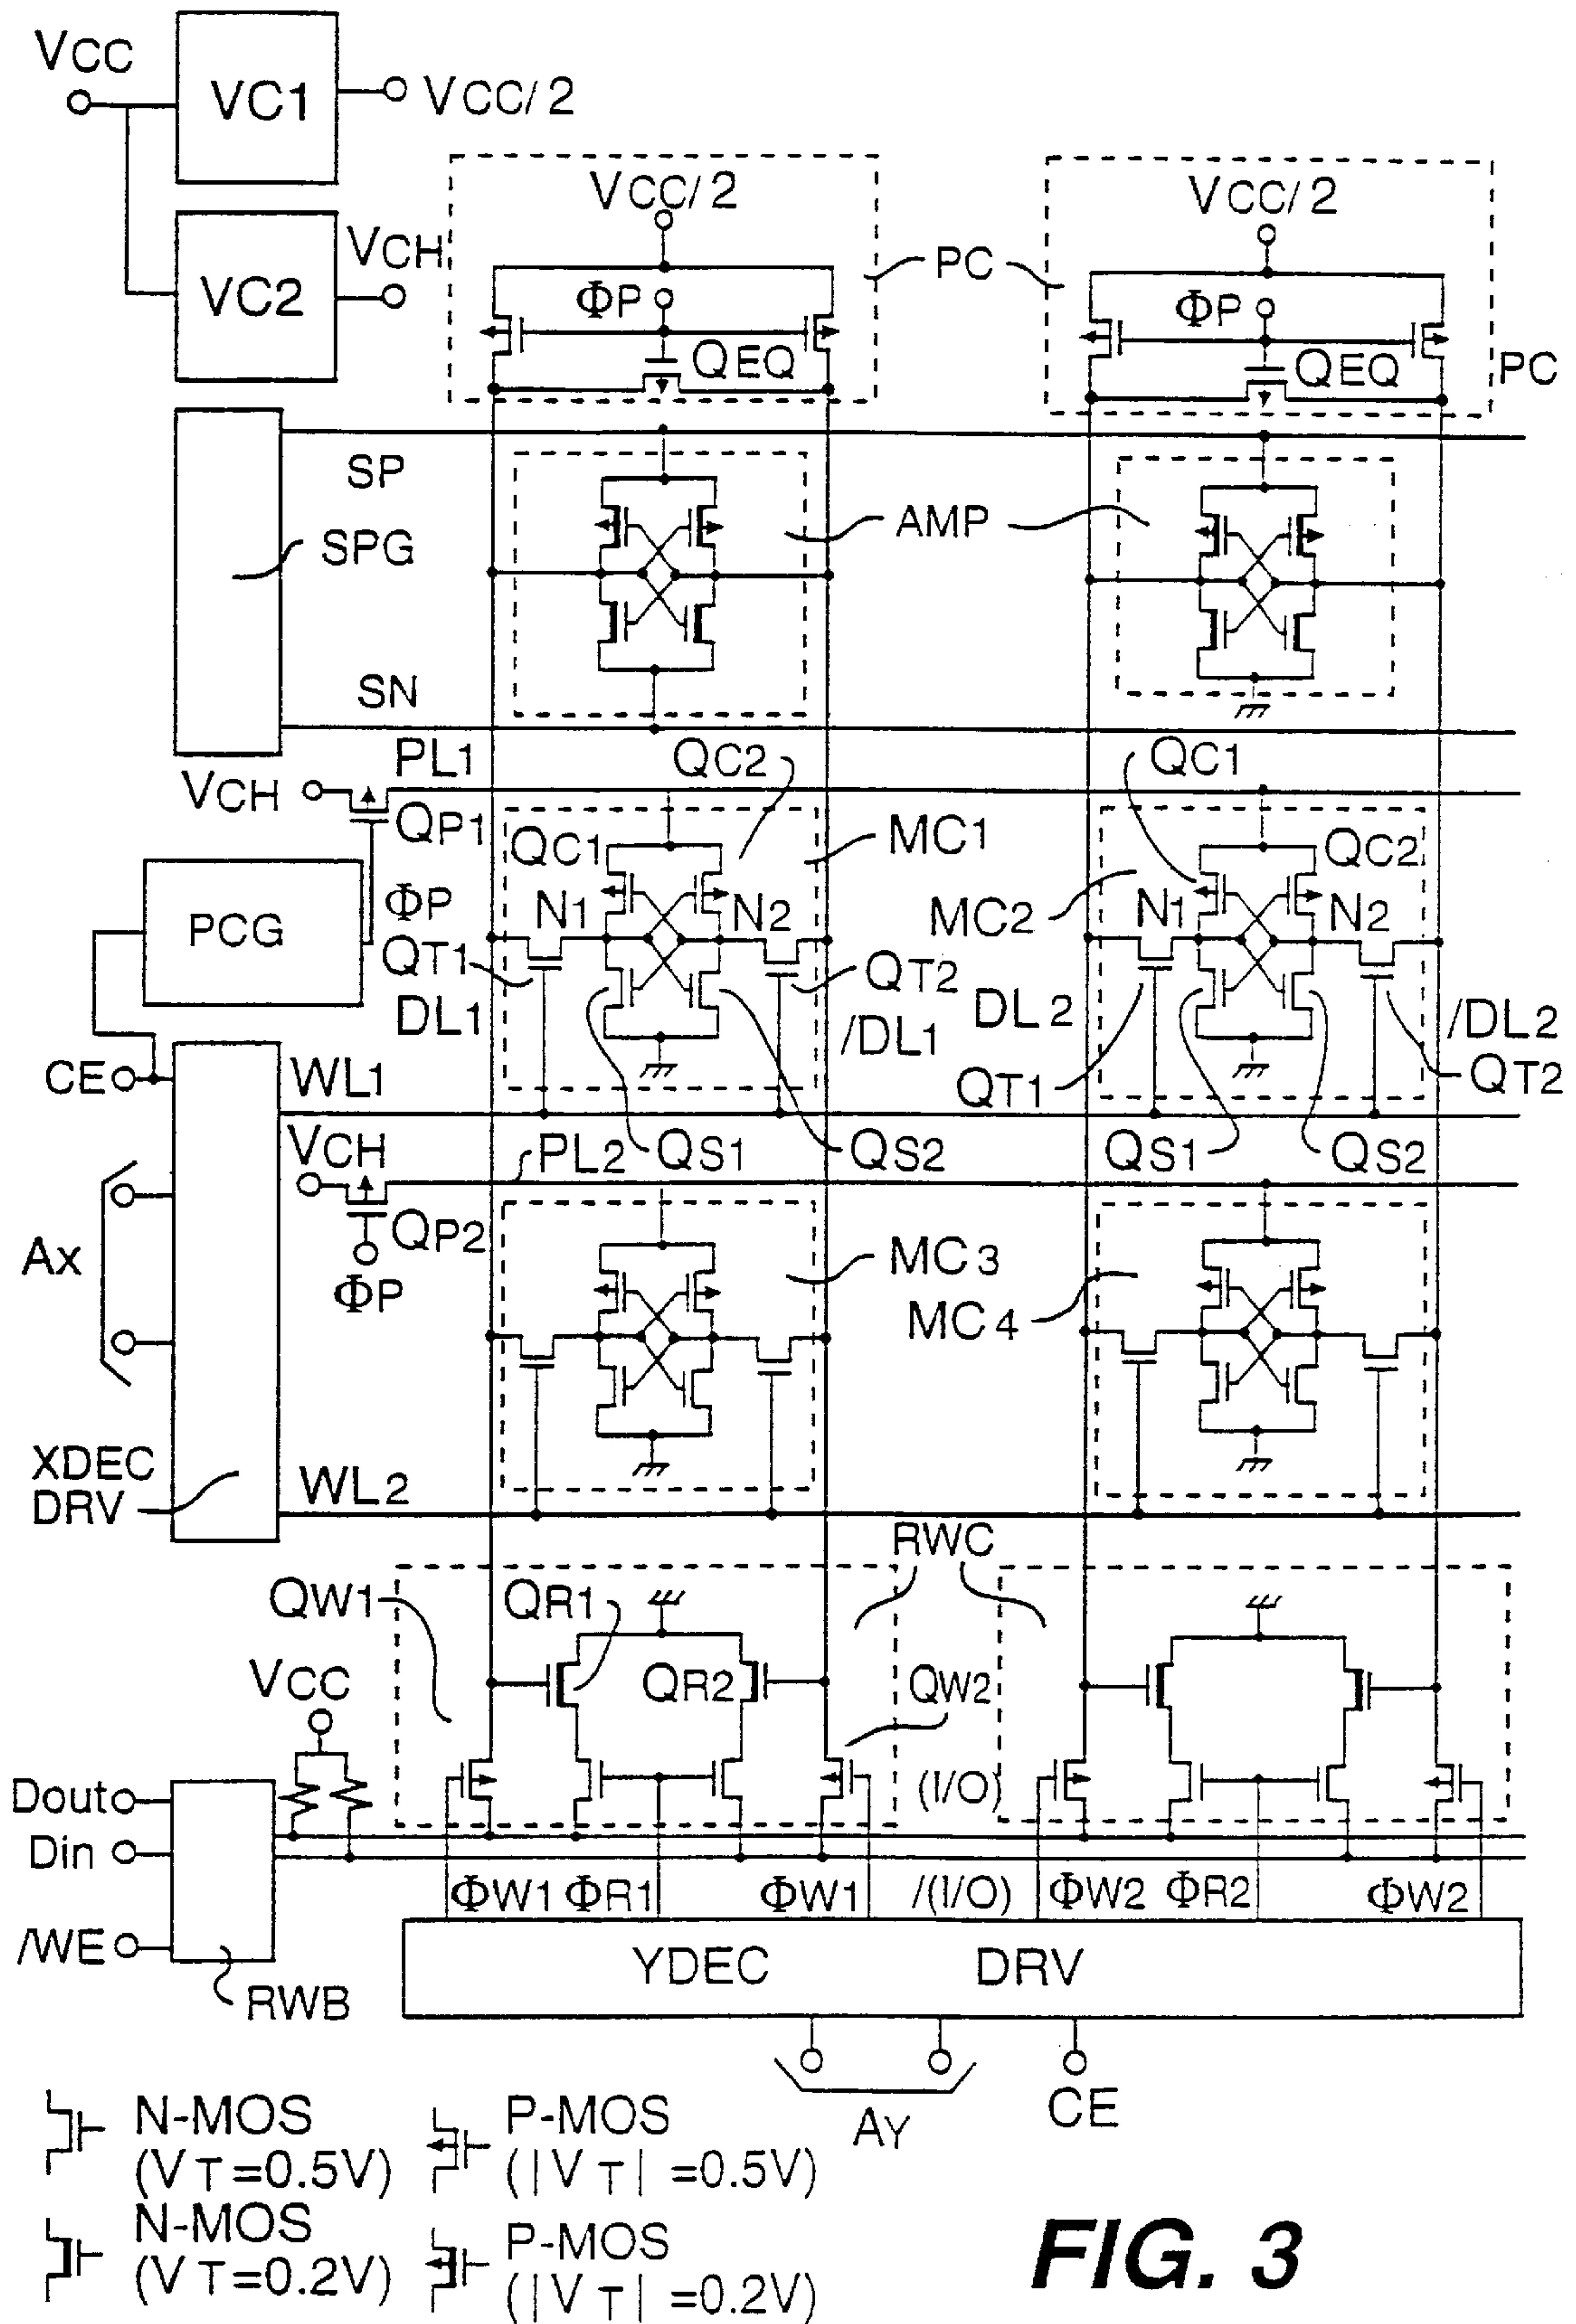 VCC
VC1
VCC/2
VC2
VCH
VCC/2
ΦP
QEQ
PC
VCC/2
ΦP
QEQ
PC
SP
SPG
AMP
SN
PL1
VCH
QP1
QC2
QC1
QC1
MC1
QC2
MC2
PCG
ΦP
N1
N2
N1
N2
QT1
QT2
DL1
/DL1
DL2
/DL2
QT1
QT2
CE
WL1
VCH
PL2
QS1
QS2
QS1
QS2
Ax
QP2
ΦP
MC3
MC4
XDEC
DRV
WL2
RWC
QW1
QR1
QR2
QW2
VCC
Dout
Din
/WE
RWB
(I/O)
ΦW1
ΦR1
ΦW1
/(I/O)
ΦW2
ΦR2
ΦW2
YDEC DRV
AY
CE
N-MOS
(VT=0.5V)
P-MOS
(|VT|=0.5V)
N-MOS
(VT=0.2V)
P-MOS
(|VT|=0.2V)
FIG. 3